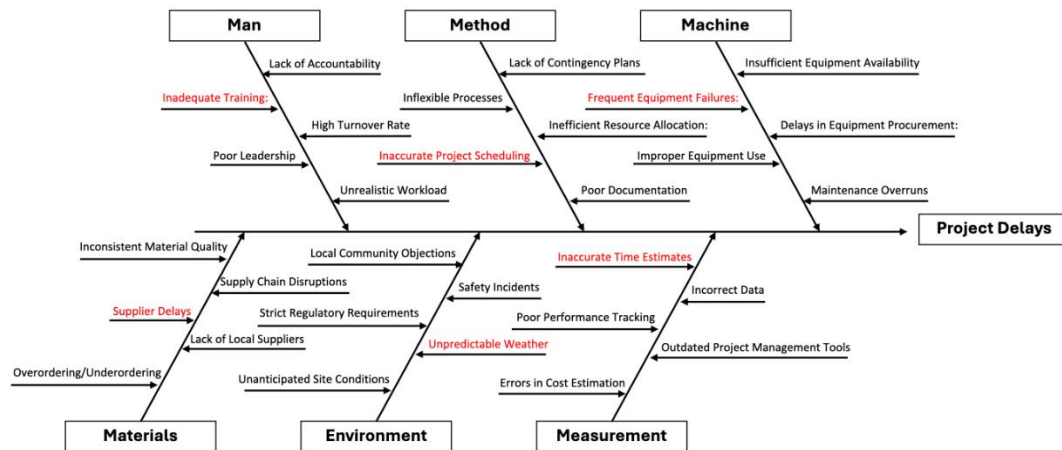 Man
Method
Machine
Lack of Accountability
Lack of Contingency Plans
Insufficient Equipment Availability
Inadequate Training:
Inflexible Processes
Frequent Equipment Failures:
High Turnover Rate
Inefficient Resource Allocation:
Delays in Equipment Procurement:
Poor Leadership
Inaccurate Project Scheduling
Improper Equipment Use
Unrealistic Workload
Poor Documentation
Maintenance Overruns
Project Delays
Inconsistent Material Quality
Local Community Objections
Inaccurate Time Estimates
Supply Chain Disruptions
Safety Incidents
Incorrect Data
Supplier Delays
Strict Regulatory Requirements
Poor Performance Tracking
Lack of Local Suppliers
Unpredictable Weather
Outdated Project Management Tools
Overordering/Underordering
Unanticipated Site Conditions
Errors in Cost Estimation
Materials
Environment
Measurement